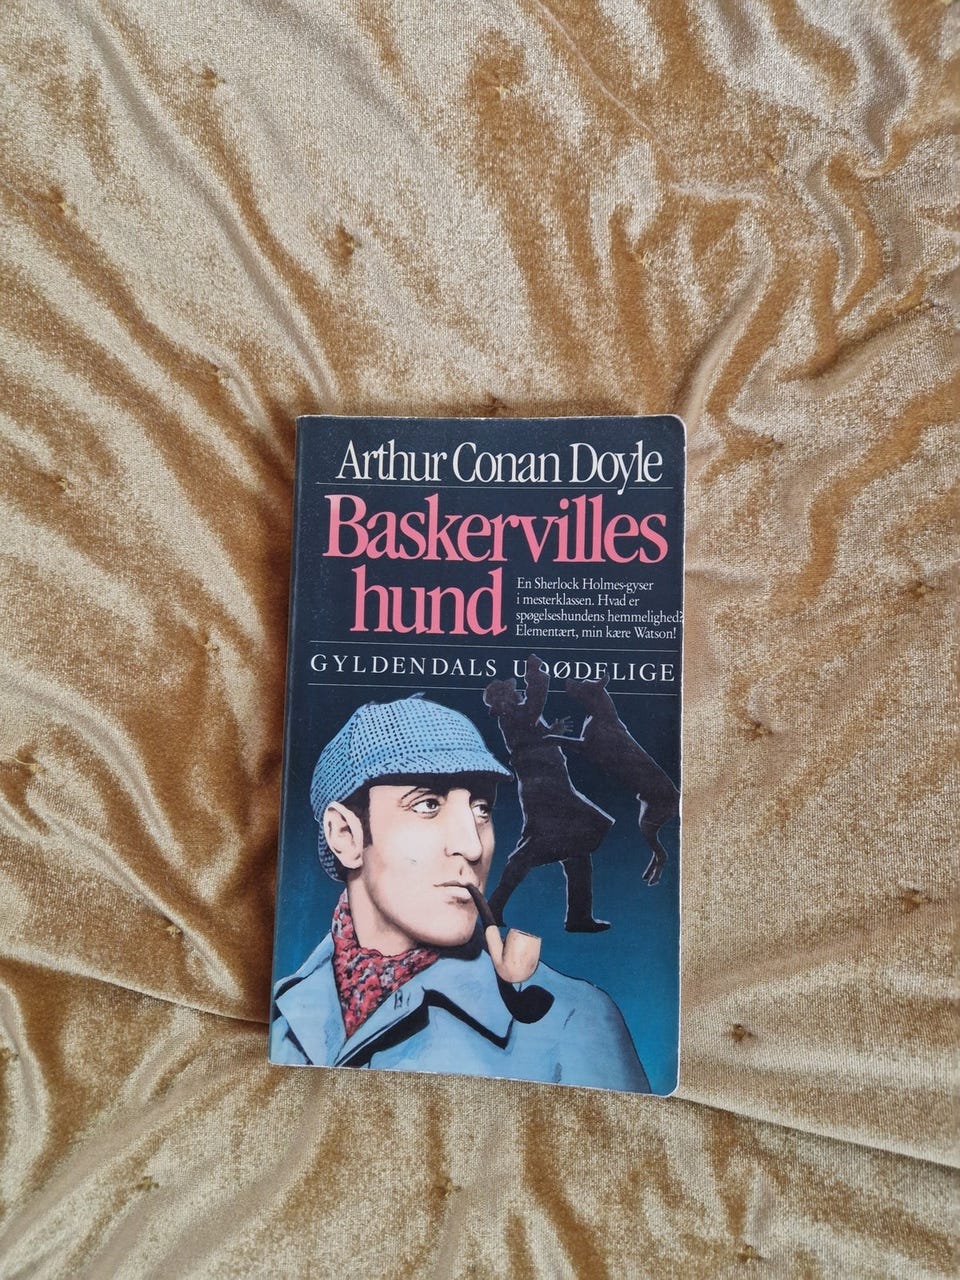 Arthur Conan Doyle
Baskervilles
hund
En Sherlock Holmes-gyser
i mesterklassen. Hvad er
spøgelseshundens hemmelighed?
Elementært, min kære Watson!
GYLDENDALS UDØDELIGE